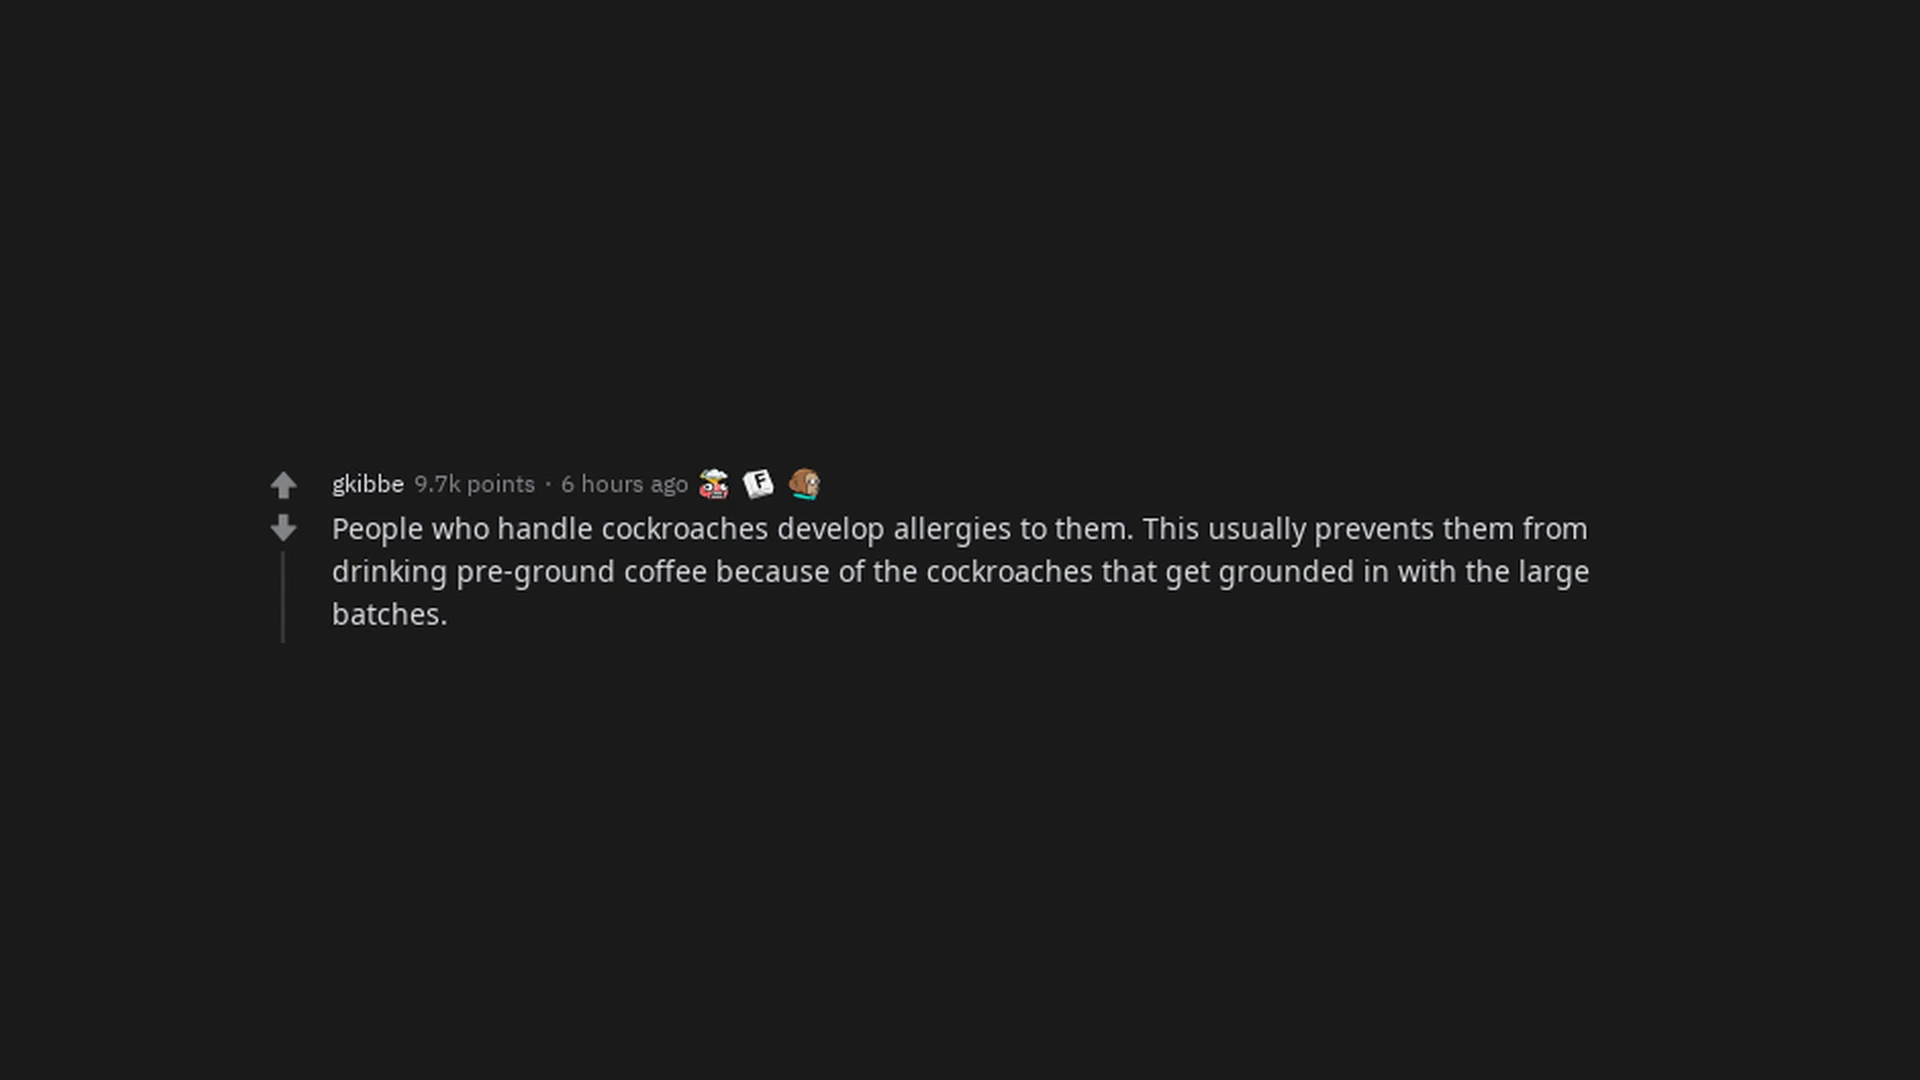 gkibbe 9.7k points · 6 hours ago F
People who handle cockroaches develop allergies to them. This usually prevents them from
drinking pre-ground coffee because of the cockroaches that get grounded in with the large
batches.